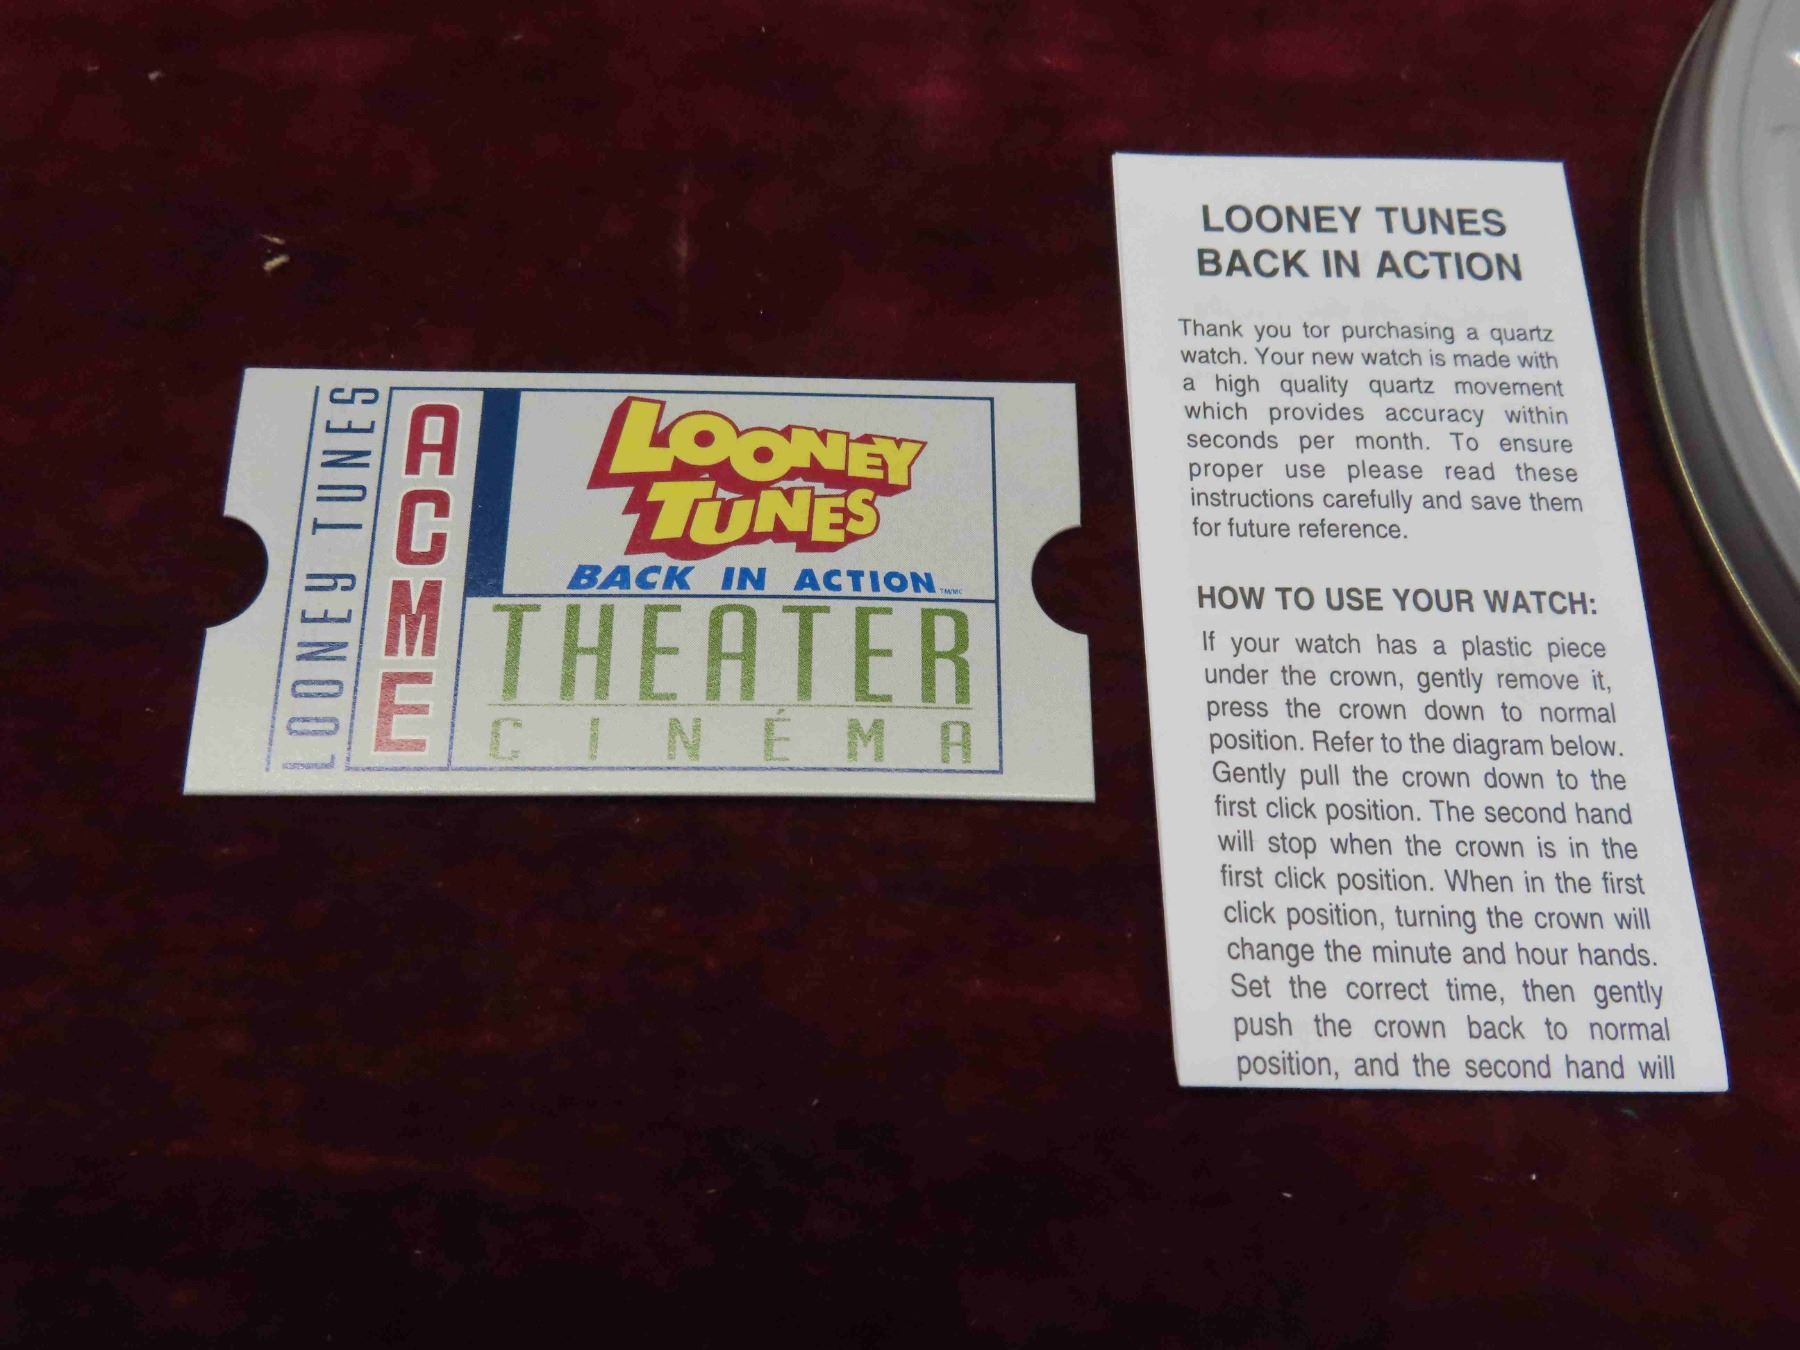 LOONEY TUNES
ACME
LOONEY
TUNES
BACK IN ACTION
THEATER
CINÉMA
LOONEY TUNES
BACK IN ACTION
Thank you tor purchasing a quartz
watch. Your new watch is made with
a high quality quartz movement
which provides accuracy within
seconds per month. To ensure
proper use please read these
instructions carefully and save them
for future reference.
HOW TO USE YOUR WATCH:
If your watch has a plastic piece
under the crown, gently remove it,
press the crown down to normal
position. Refer to the diagram below.
Gently pull the crown down to the
first click position. The second hand
will stop when the crown is in the
first click position. When in the first
click position, turning the crown will
change the minute and hour hands.
Set the correct time, then gently
push the crown back to normal
position, and the second hand will